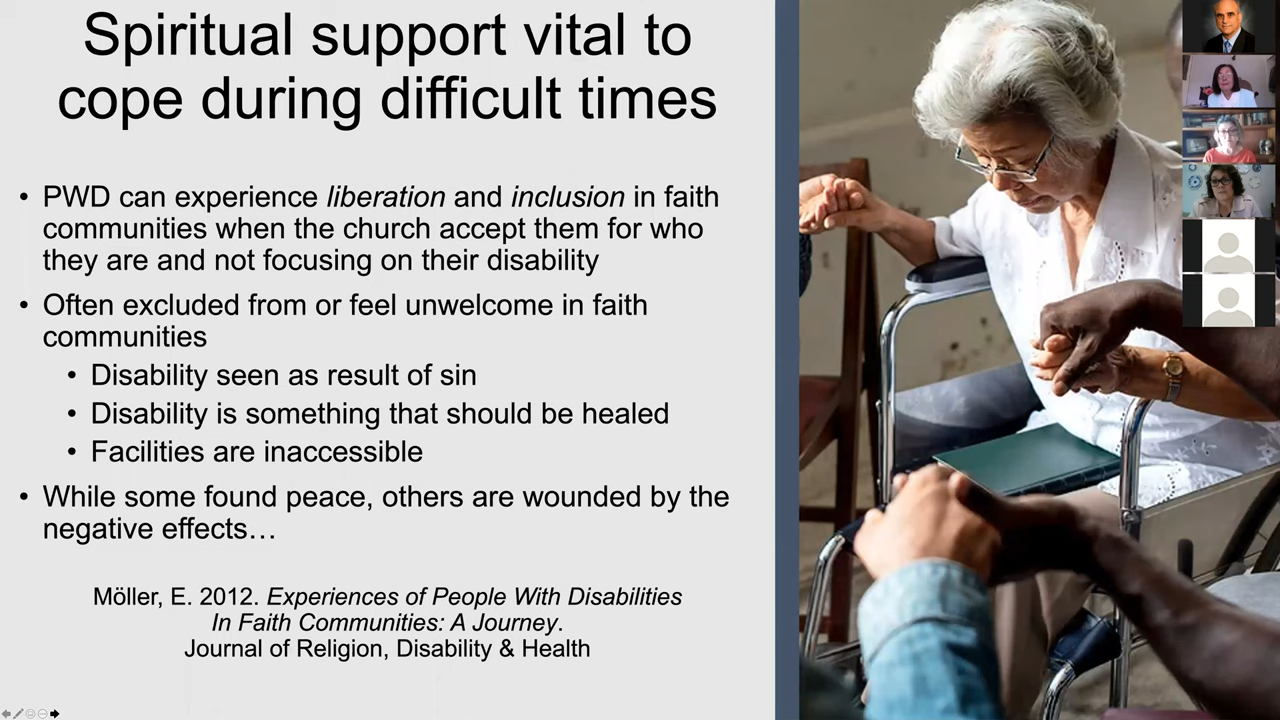 Spiritual support vital to
cope during difficult times
• PWD can experience liberation and inclusion in faith
communities when the church accept them for who
they are and not focusing on their disability
• Often excluded from or feel unwelcome in faith
communities
• Disability seen as result of sin
• Disability is something that should be healed
• Facilities are inaccessible
• While some found peace, others are wounded by the
negative effects…
Möller, E. 2012. Experiences of People With Disabilities
In Faith Communities: A Journey.
Journal of Religion, Disability & Health